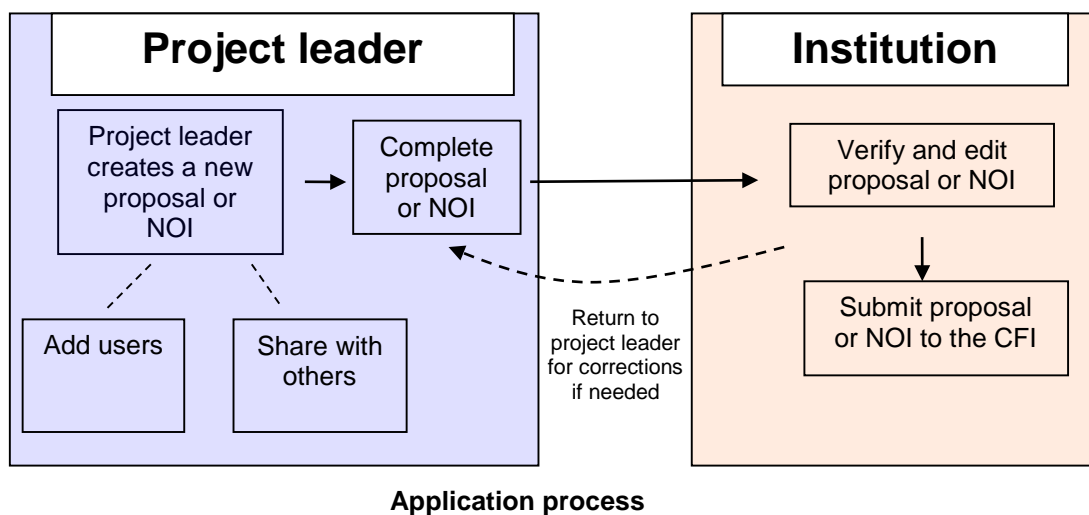 Project leader
Project leader
creates a new
proposal or
NOI
Complete
proposal
or NOI
Add users
Share with
others
Return to
project leader
for corrections
if needed
Institution
Verify and edit
proposal or NOI
Submit proposal
or NOI to the CFI
Application process